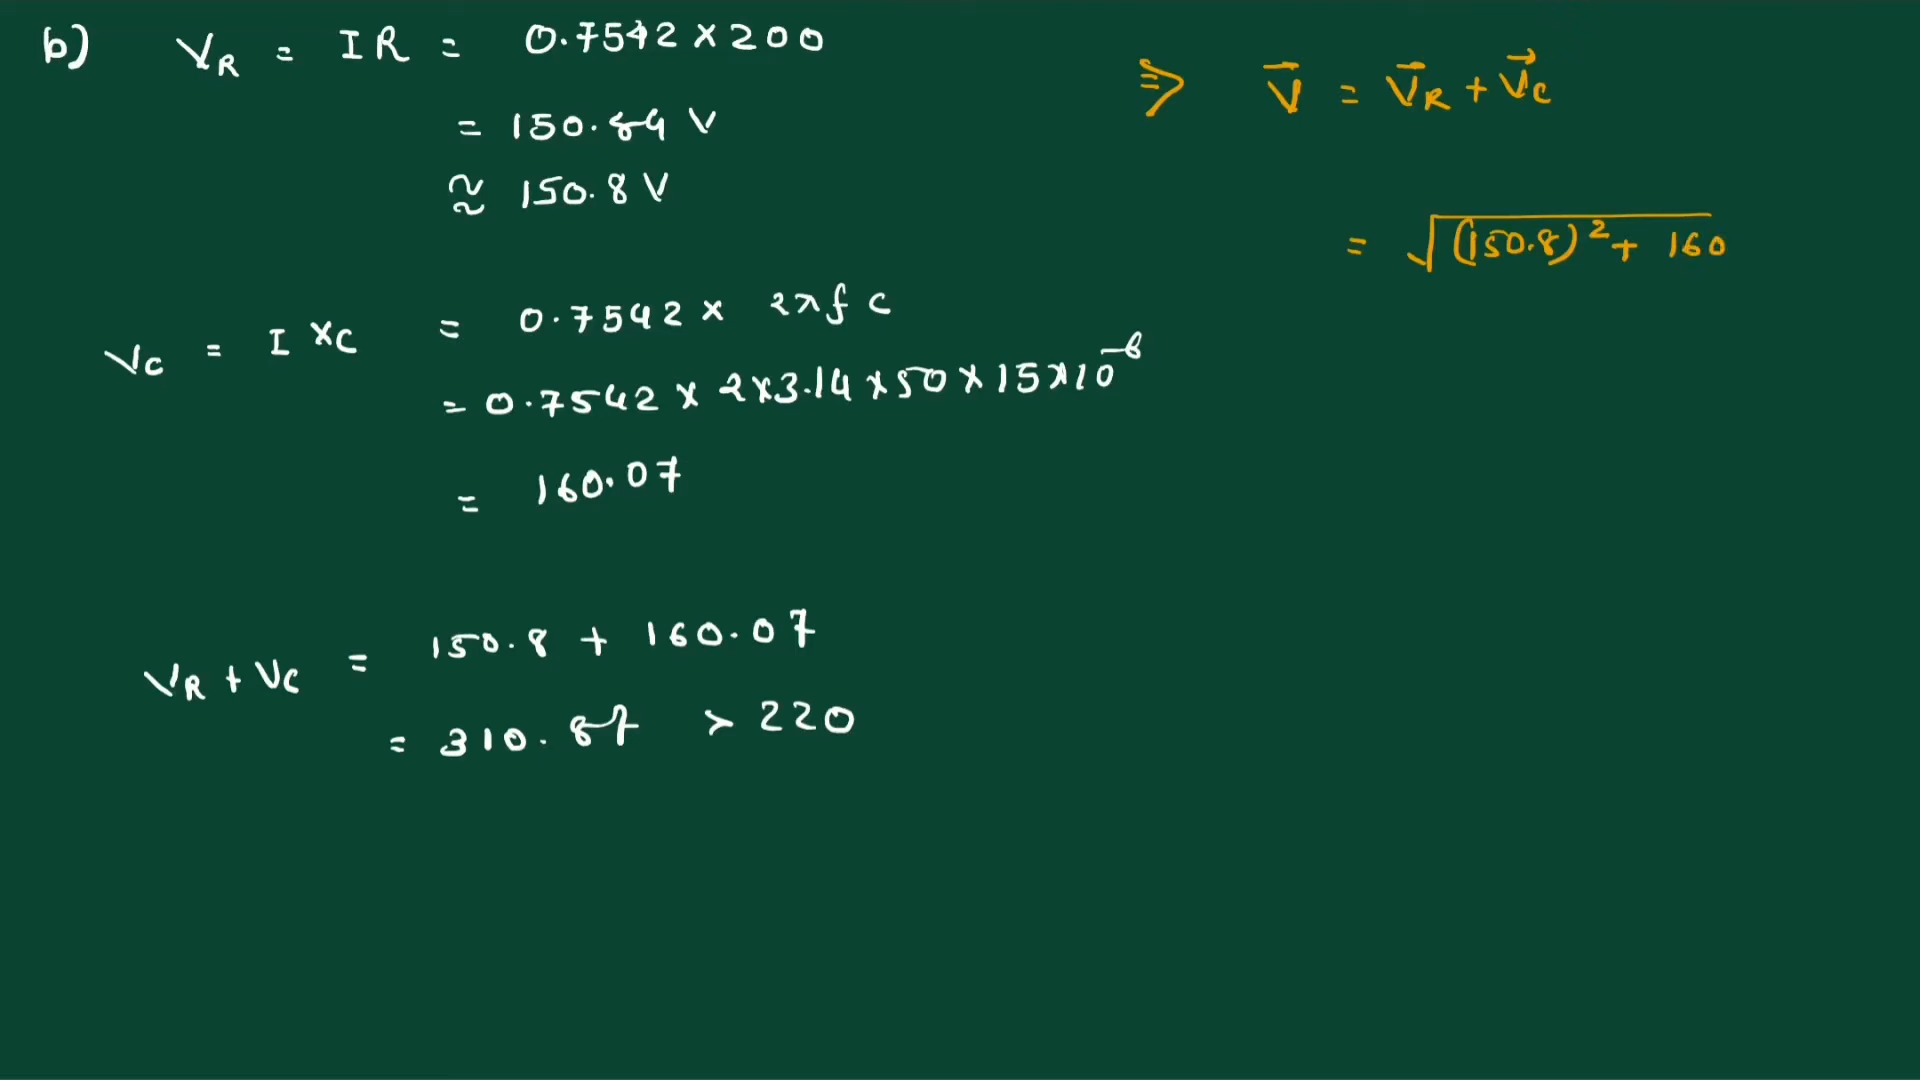 b) V_R = IR = 0.7542 × 200
= 150.84 V
≈ 150.8 V
V_C = I X_C = 0.7542 × 2πfC
= 0.7542 × 2×3.14×50×15×10^-6
= 160.07
V_R + V_C = 150.8 + 160.07
= 310.87 > 220
⇒ V⃗ = V⃗_R + V⃗_C
= √(150.8)² + 160